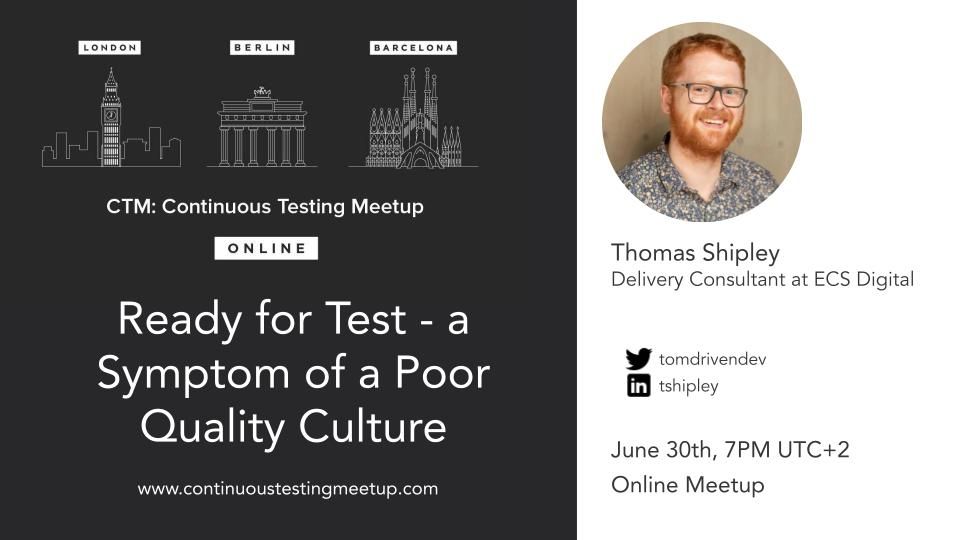 LONDON
BERLIN
BARCELONA
CTM: Continuous Testing Meetup
ONLINE
Ready for Test - a
Symptom of a Poor
Quality Culture
www.continuoustestingmeetup.com
Thomas Shipley
Delivery Consultant at ECS Digital
tomdrivendev
in tshipley
June 30th, 7PM UTC+2
Online Meetup